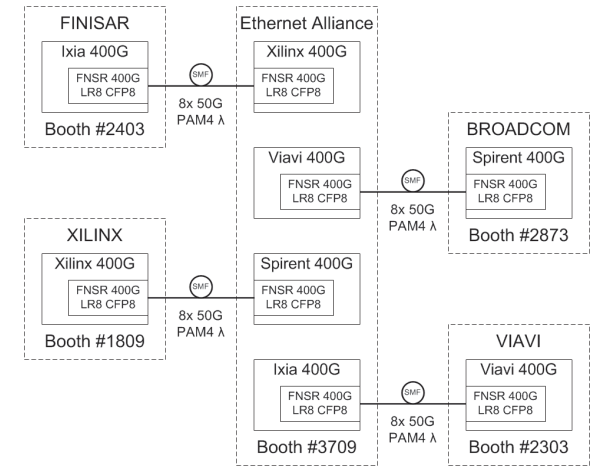 FINISAR
Ixia 400G
FNSR 400G
LR8 CFP8
Booth #2403
SMF
8x 50G
PAM4 λ
Ethernet Alliance
Xilinx 400G
FNSR 400G
LR8 CFP8
Viavi 400G
FNSR 400G
LR8 CFP8
SMF
8x 50G
PAM4 λ
BROADCOM
Spirent 400G
FNSR 400G
LR8 CFP8
Booth #2873
XILINX
Xilinx 400G
FNSR 400G
LR8 CFP8
Booth #1809
SMF
8x 50G
PAM4 λ
Spirent 400G
FNSR 400G
LR8 CFP8
Ixia 400G
FNSR 400G
LR8 CFP8
Booth #3709
SMF
8x 50G
PAM4 λ
VIAVI
Viavi 400G
FNSR 400G
LR8 CFP8
Booth #2303